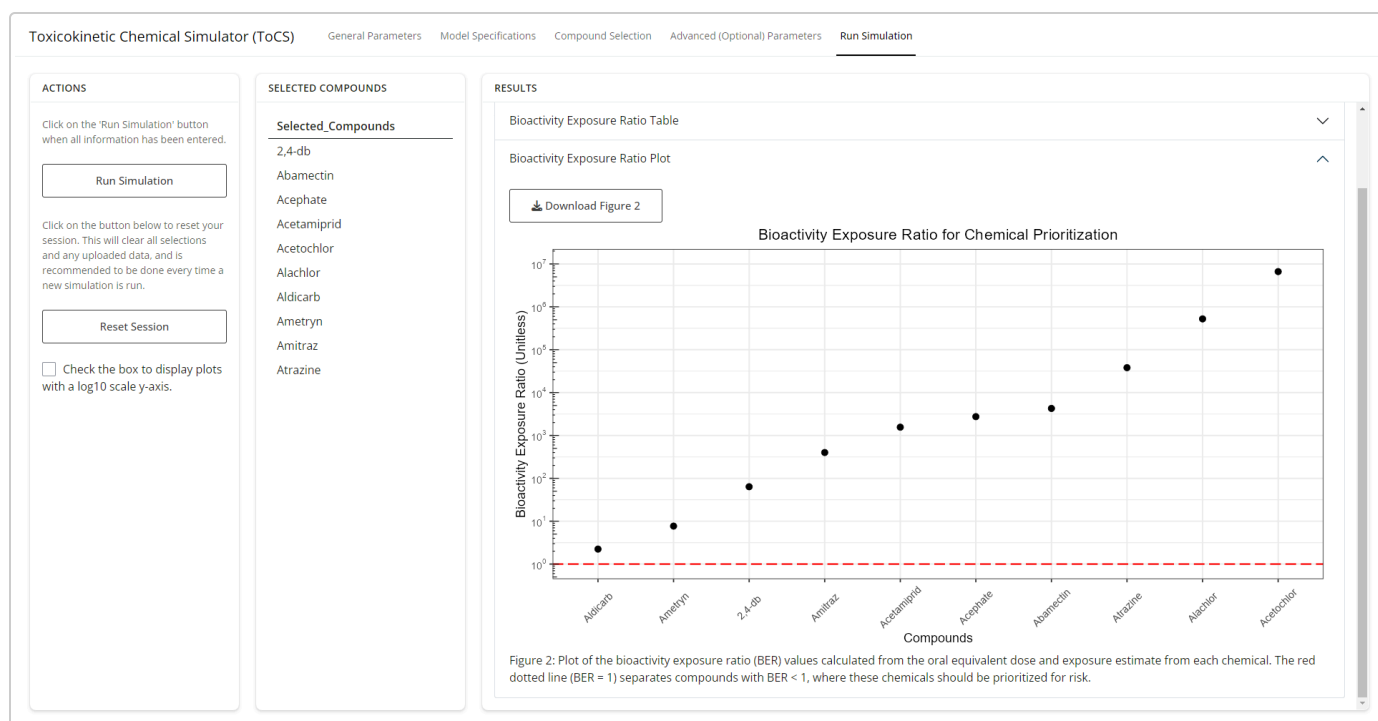 Toxicokinetic Chemical Simulator (ToCS)
General Parameters
Model Specifications
Compound Selection
Advanced (Optional) Parameters
Run Simulation
ACTIONS
Click on the 'Run Simulation' button
when all information has been entered.
Run Simulation
Click on the button below to reset your
session. This will clear all selections
and any uploaded data, and is
recommended to be done every time a
new simulation is run.
Reset Session
Check the box to display plots
with a log10 scale y-axis.
SELECTED COMPOUNDS
Selected_Compounds
2,4-db
Abamectin
Acephate
Acetamiprid
Acetochlor
Alachlor
Aldicarb
Ametryn
Amitraz
Atrazine
RESULTS
Bioactivity Exposure Ratio Table
Bioactivity Exposure Ratio Plot
Download Figure 2
Bioactivity Exposure Ratio for Chemical Prioritization
Bioactivity Exposure Ratio (Unitless)
10⁷
10⁶
10⁵
10⁴
10³
10²
10¹
10⁰
Aldicarb
Ametryn
2,4-db
Amitraz
Acetamiprid
Acephate
Abamectin
Atrazine
Alachlor
Acetochlor
Compounds
Figure 2: Plot of the bioactivity exposure ratio (BER) values calculated from the oral equivalent dose and exposure estimate from each chemical. The red
dotted line (BER = 1) separates compounds with BER < 1, where these chemicals should be prioritized for risk.